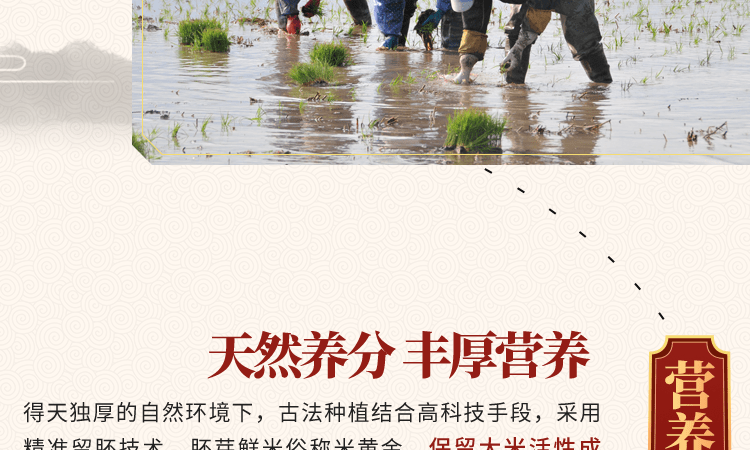 天然养分 丰厚营养
得天独厚的自然环境下，古法种植结合高科技手段，采用
精准留胚技术，胚芽鲜米俗称米黄金，保留大米活性成
营养